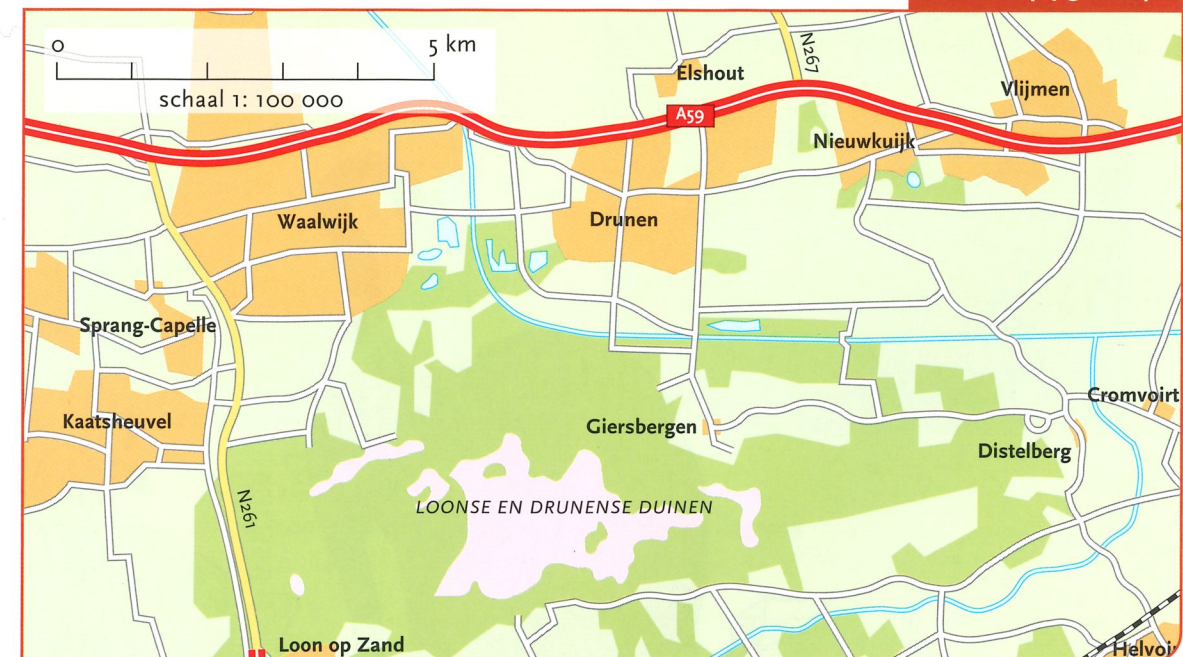 0 5 km
schaal 1: 100 000
N267
Elshout
Vlijmen
A59
Nieuwkuijk
Waalwijk
Drunen
Sprang-Capelle
Kaatsheuvel
Cromvoirt
Giersbergen
Distelberg
N261
LOONSE EN DRUNENSE DUINEN
Loon op Zand